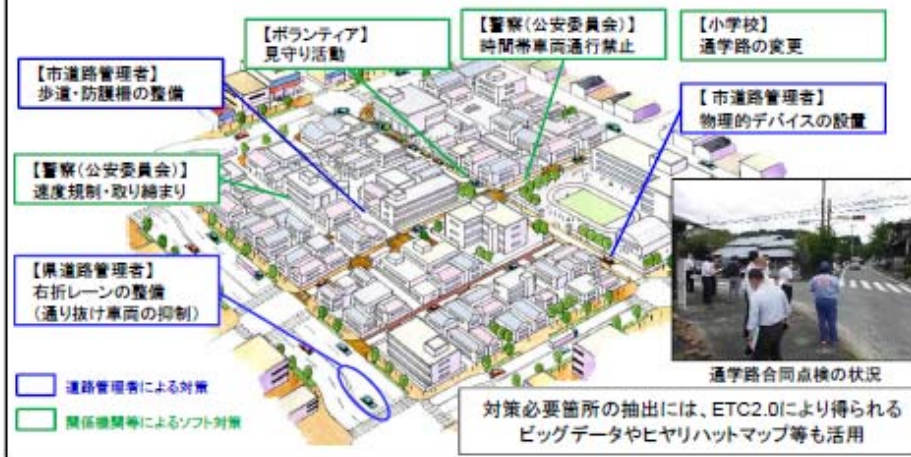 【ボランティア】
見守り活動
【警察(公安委員会)】
時間帯車両通行禁止
【小学校】
通学路の変更
【市道路管理者】
歩道・防護柵の整備
【市道路管理者】
物理的デバイスの設置
【警察(公安委員会)】
速度規制・取り締まり
【県道路管理者】
右折レーンの整備
(通り抜け車両の抑制)
通学路合同点検の状況
道路管理者による対策
関係機関等によるソフト対策
対策必要箇所の抽出には、ETC2.0により得られる
ビッグデータやヒヤリハットマップ等も活用